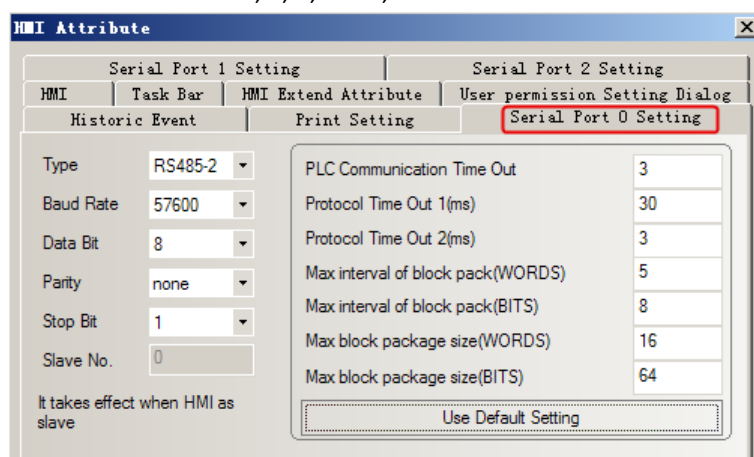 HMI Attribute
Serial Port 1 Setting Serial Port 2 Setting
HMI Task Bar HMI Extend Attribute User permission Setting Dialog
Historic Event Print Setting Serial Port 0 Setting
Type RS485-2
Baud Rate 57600
Data Bit 8
Parity none
Stop Bit 1
Slave No. 0
It takes effect when HMI as
slave
PLC Communication Time Out 3
Protocol Time Out 1(ms) 30
Protocol Time Out 2(ms) 3
Max interval of block pack(WORDS) 5
Max interval of block pack(BITS) 8
Max block package size(WORDS) 16
Max block package size(BITS) 64
Use Default Setting